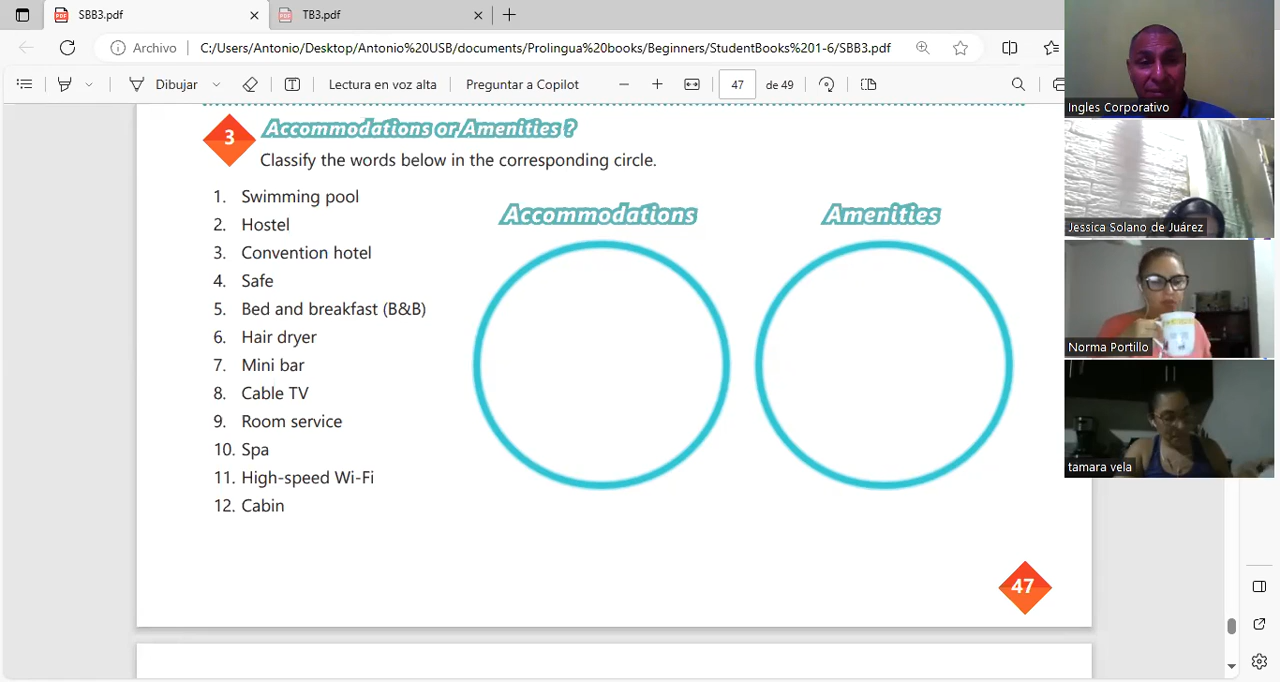 SBB3.pdf
TB3.pdf
Archivo
C:/Users/Antonio/Desktop/Antonio%20USB/documents/Prolingua%20books/Beginners/StudentBooks%201-6/SBB3.pdf
Dibujar
Lectura en voz alta
Preguntar a Copilot
47
de 49
3
Accommodations or Amenities ?
Classify the words below in the corresponding circle.
1. Swimming pool
2. Hostel
3. Convention hotel
4. Safe
5. Bed and breakfast (B&B)
6. Hair dryer
7. Mini bar
8. Cable TV
9. Room service
10. Spa
11. High-speed Wi-Fi
12. Cabin
Accommodations
Amenities
47
Ingles Corporativo
Jessica Solano de Juárez
Norma Portillo
tamara vela